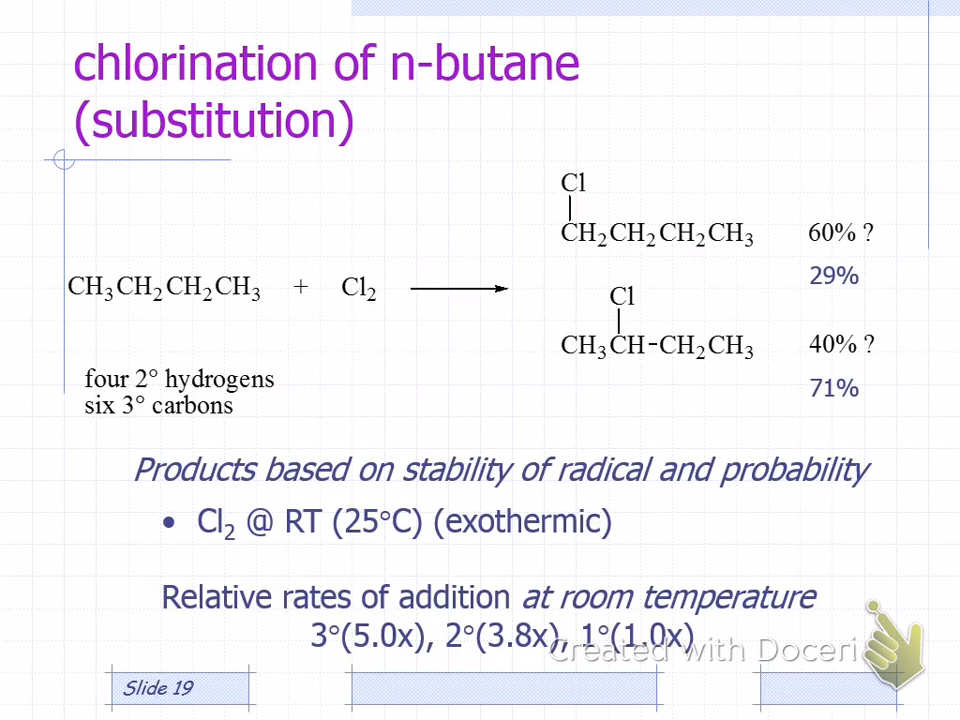 chlorination of n-butane
(substitution)
Cl
CH₂CH₂CH₂CH₃ 60% ?
29%
CH₃CH₂CH₂CH₃ + Cl₂
Cl
CH₃CH-CH₂CH₃ 40% ?
71%
four 2° hydrogens
six 3° carbons
Products based on stability of radical and probability
• Cl₂ @ RT (25°C) (exothermic)
Relative rates of addition at room temperature
3°(5.0x), 2°(3.8x), 1°(1.0x)
Created with Doceri
Slide 19